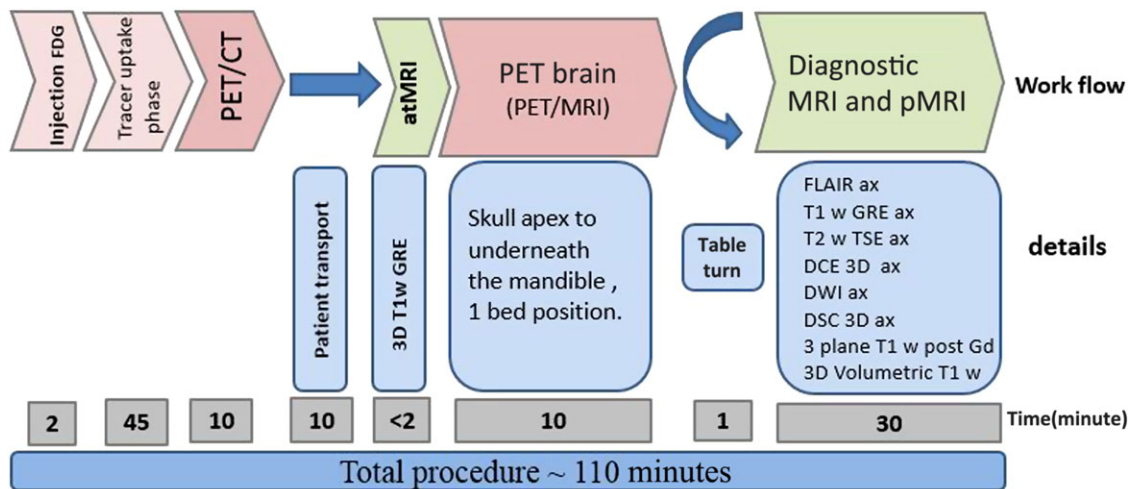 Injection FDG
Tracer uptake
phase
PET/CT
atMRI
PET brain
(PET/MRI)
Diagnostic
MRI and pMRI
Work flow
Patient transport
3D T1w GRE
Skull apex to
underneath
the mandible ,
1 bed position.
Table
turn
FLAIR ax
T1 w GRE ax
T2 w TSE ax
DCE 3D  ax
DWI ax
DSC 3D ax
3 plane T1 w post Gd
3D Volumetric T1 w
details
2
45
10
10
<2
10
1
30
Time(minute)
Total procedure ~ 110 minutes